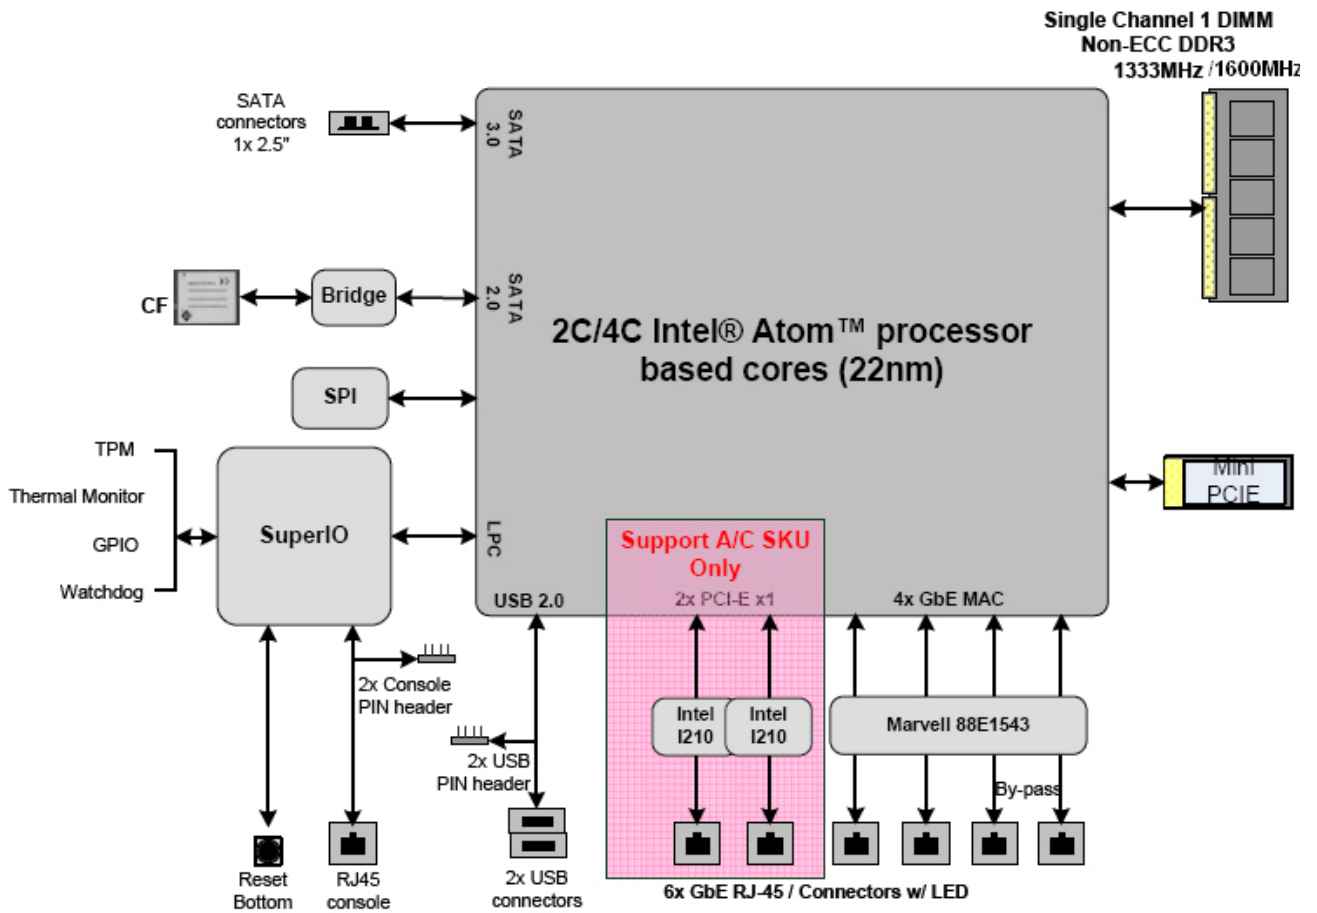 Single Channel 1 DIMM
Non-ECC DDR3
1333MHz /1600MHz
SATA
connectors
1x 2.5"
SATA
3.0
CF
Bridge
SATA
2.0
2C/4C Intel® Atom™ processor
based cores (22nm)
SPI
TPM
Thermal Monitor
GPIO
Watchdog
SuperIO
LPC
Mini
PCIE
Support A/C SKU
Only
USB 2.0
2x PCI-E x1
4x GbE MAC
2x Console
PIN header
Intel
I210
Intel
I210
Marvell 88E1543
2x USB
PIN header
By-pass
Reset
Bottom
RJ45
console
2x USB
connectors
6x GbE RJ-45 / Connectors w/ LED